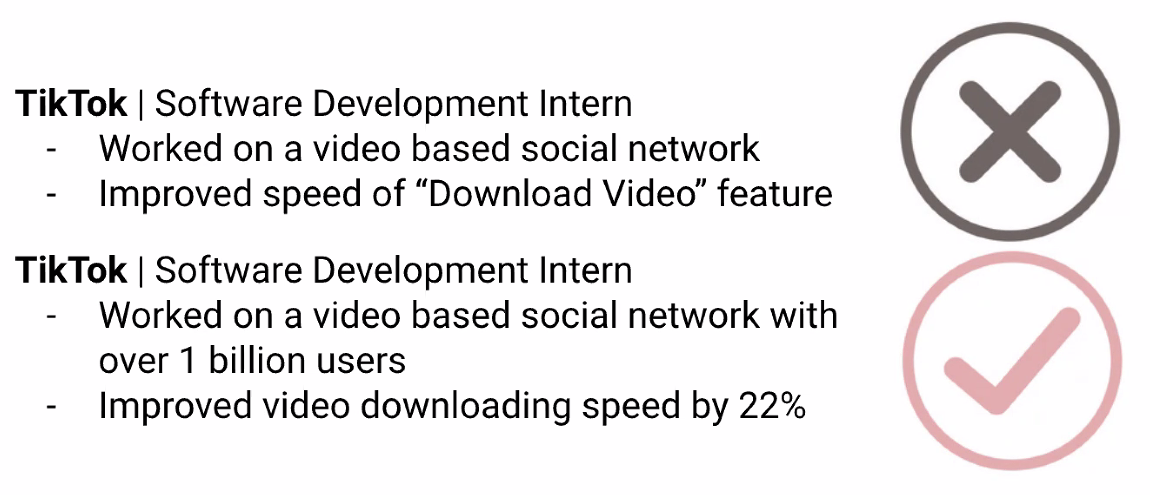 TikTok | Software Development Intern
- Worked on a video based social network
- Improved speed of “Download Video” feature
TikTok | Software Development Intern
- Worked on a video based social network with
over 1 billion users
- Improved video downloading speed by 22%